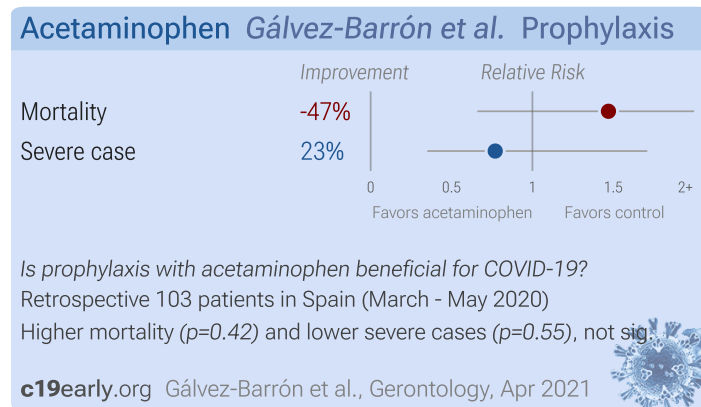 Acetaminophen Gálvez-Barrón et al. Prophylaxis
Improvement Relative Risk
Mortality -47%
Severe case 23%
0 0.5 1 1.5 2+
Favors acetaminophen Favors control
Is prophylaxis with acetaminophen beneficial for COVID-19?
Retrospective 103 patients in Spain (March - May 2020)
Higher mortality (p=0.42) and lower severe cases (p=0.55), not sig.
c19early.org Gálvez-Barrón et al., Gerontology, Apr 2021